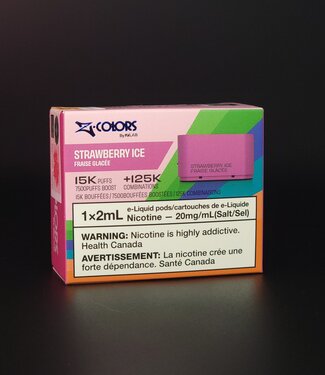 Z-COLORS
By FULAB
STRAWBERRY ICE
FRAISE GLACÉE
STRAWBERRY ICE
FRAISE GLACÉE
15K PUFFS
7500PUFFS BOOST
+125K
COMBINATIONS
15K BOUFFÉES / 7500BOUFFÉES BOOSTÉES / 125K COMBINAISONS
1×2mL
e-Liquid pods/cartouches de e-Liquide
Nicotine — 20mg/mL(Salt/Sel)
WARNING: Nicotine is highly addictive.
Health Canada
AVERTISSEMENT: La nicotine crée une
forte dépendance. Santé Canada